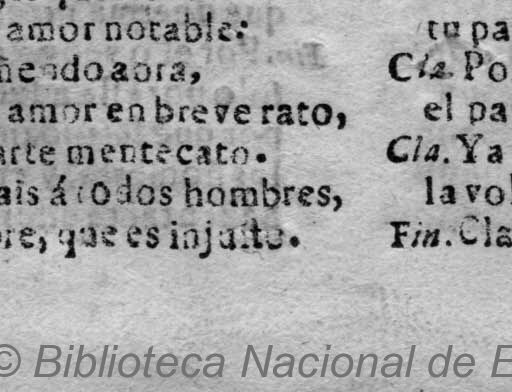 amor notable:
ñendo aora,
amor en breve rato,
arte mentecato.
ais á todos hombres,
bre, que es injusto.
tu pa
Cla. Po
el pa
Cla. Ya
la vol
Fin. Cla
© Biblioteca Nacional de E